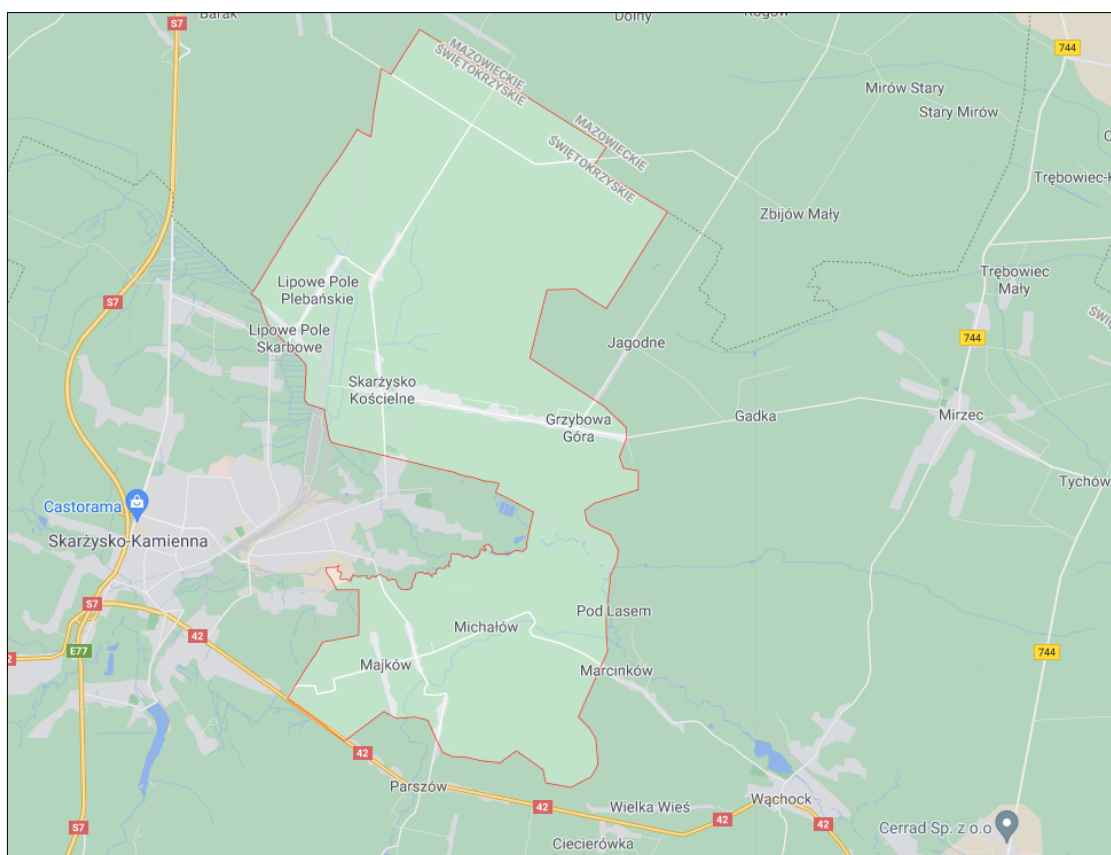 Barak
Dolny
Rogów
S7
744
MAZOWIECKIE
ŚWIĘTOKRZYSKIE
Mirów Stary
Stary Mirów
MAZOWIECKIE
ŚWIĘTOKRZYSKIE
Trębowiec-K
Zbijów Mały
Lipowe Pole
Plebańskie
Trębowiec
Mały
S7
Lipowe Pole
Skarbowe
Jagodne
744
Skarżysko
Kościelne
Grzybowa
Góra
Gadka
Mirzec
Tychów
Castorama
Skarżysko-Kamienna
S7
Pod Lasem
42
Michałów
E77
2
Majków
Marcinków
744
42
Parszów
42
Wielka Wieś
Wąchock
S7
42
42
Cerrad Sp. z o.o
Ciecierówka